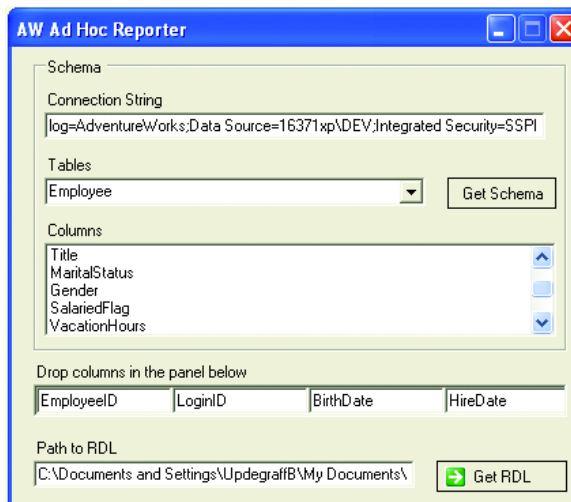 AW Ad Hoc Reporter
Schema
Connection String
log=AdventureWorks;Data Source=16371xp\DEV;Integrated Security=SSPI
Tables
Employee
Get Schema
Columns
Title
MaritalStatus
Gender
SalariedFlag
VacationHours
Drop columns in the panel below
EmployeeID LoginID BirthDate HireDate
Path to RDL
C:\Documents and Settings\UpdegraffB\My Documents\
Get RDL